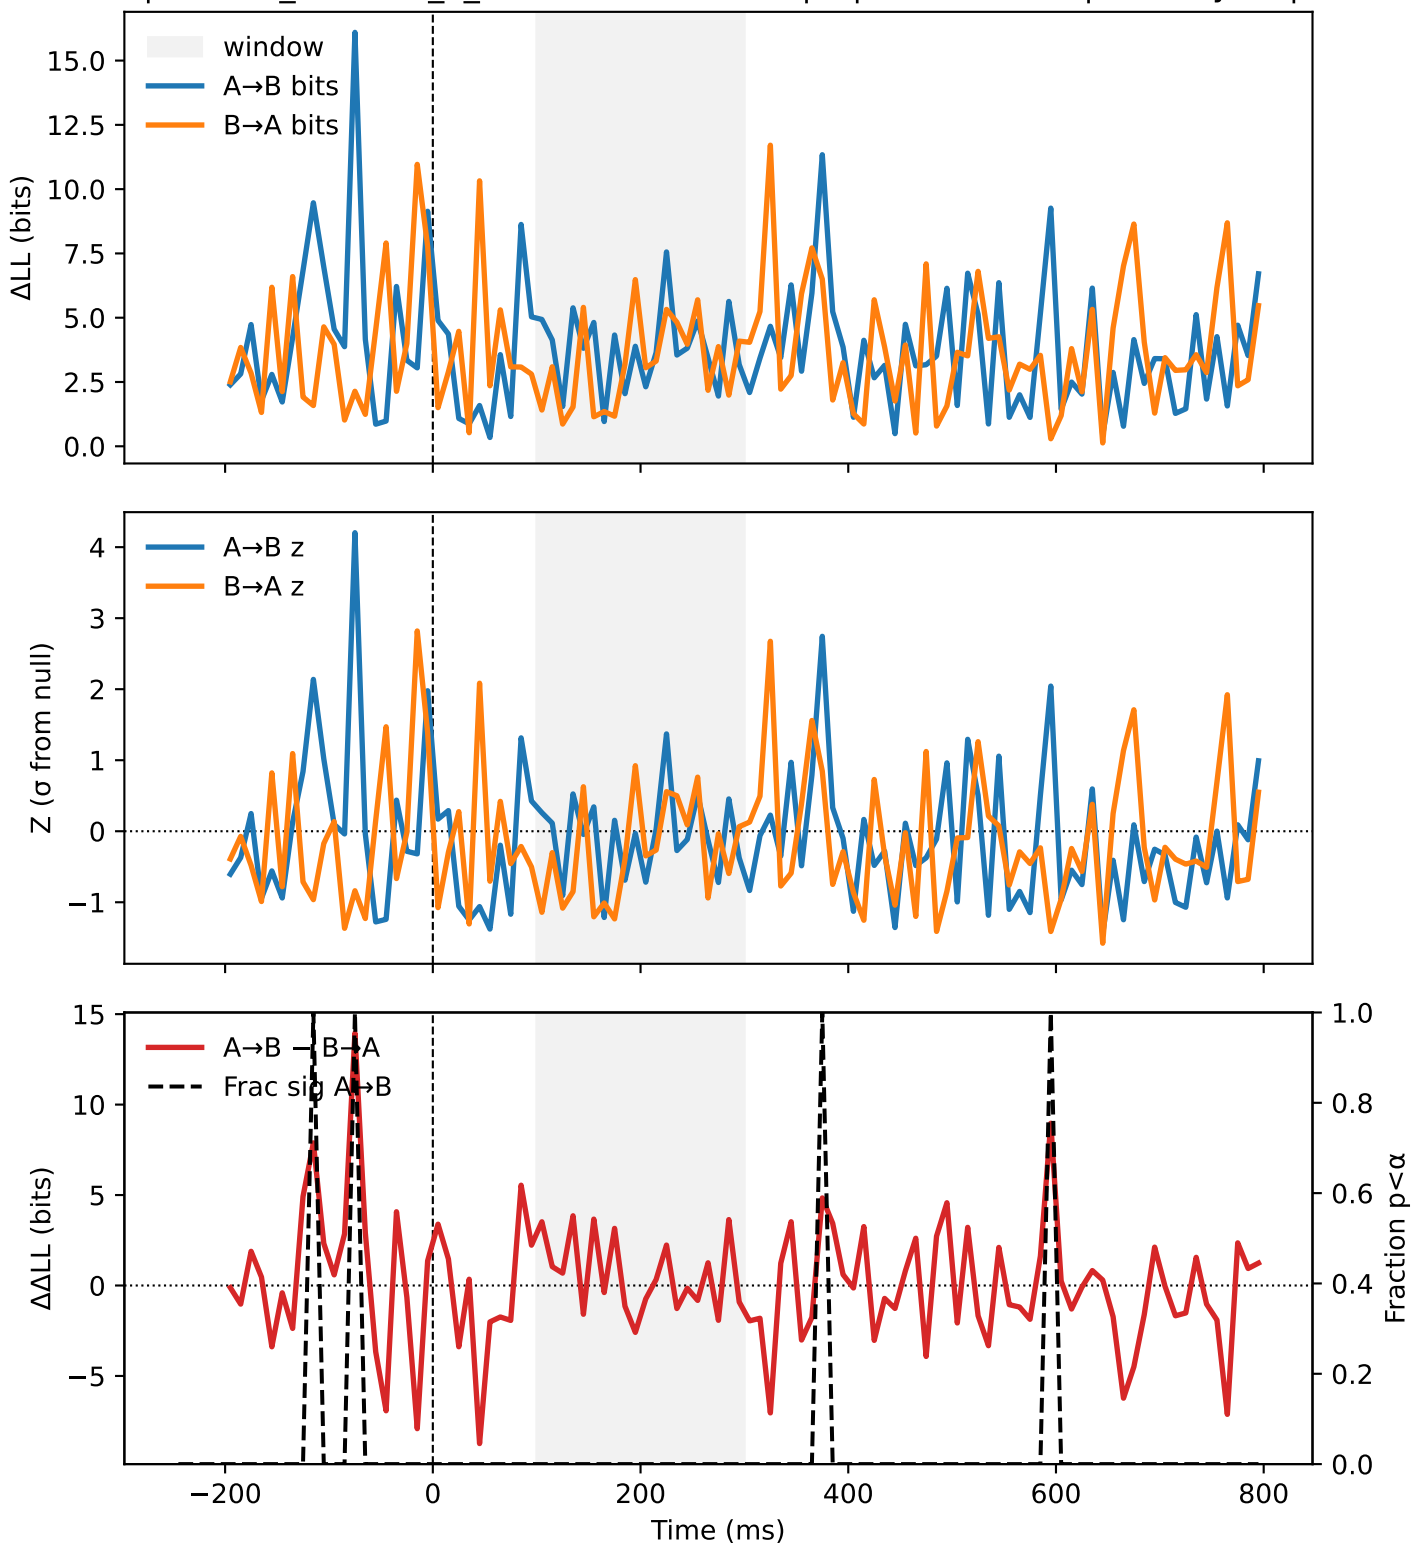 window
A→B bits
B→A bits
15.0
12.5
10.0
7.5
5.0
2.5
0.0
ΔLL (bits)
A→B z
B→A z
4
3
2
1
0
−1
Z (σ from null)
A→B − B→A
Frac sig A→B
15
10
5
0
−5
ΔΔLL (bits)
1.0
0.8
0.6
0.4
0.2
0.0
Fraction p<α
−200 0 200 400 600 800
Time (ms)